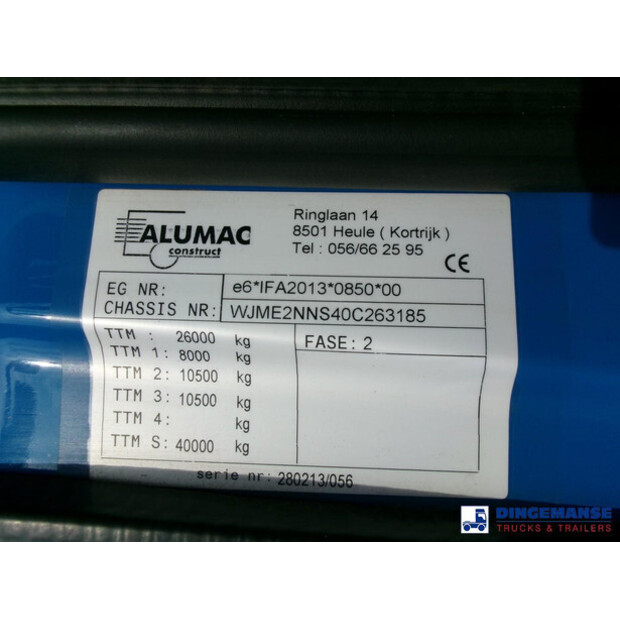 ALUMAC
construct
Ringlaan 14
8501 Heule ( Kortrijk )
Tel : 056/66 25 95
CE
EG NR: e6*IFA2013*0850*00
CHASSIS NR: WJME2NNS40C263185
TTM : 26000 kg
TTM 1: 8000 kg
TTM 2: 10500 kg
TTM 3: 10500 kg
TTM 4: kg
TTM S: 40000 kg
FASE: 2
serie nr: 280213/056
DINGEMANSE
TRUCKS & TRAILERS